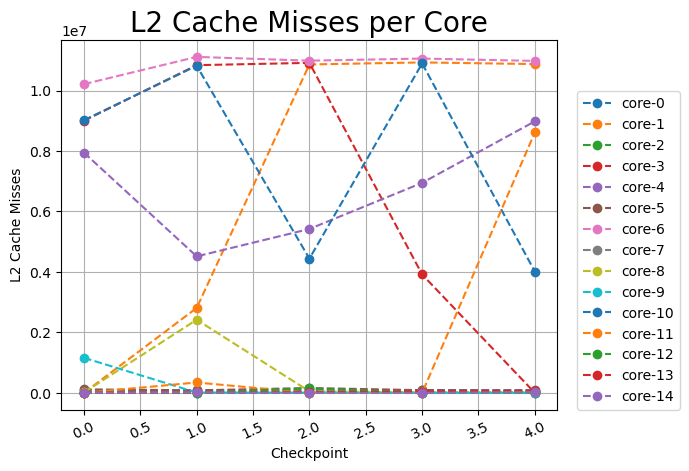 L2 Cache Misses per Core
1e7
1.0
0.8
0.6
0.4
0.2
0.0
L2 Cache Misses
0.0
0.5
1.0
1.5
2.0
2.5
3.0
3.5
4.0
Checkpoint
core-0
core-1
core-2
core-3
core-4
core-5
core-6
core-7
core-8
core-9
core-10
core-11
core-12
core-13
core-14